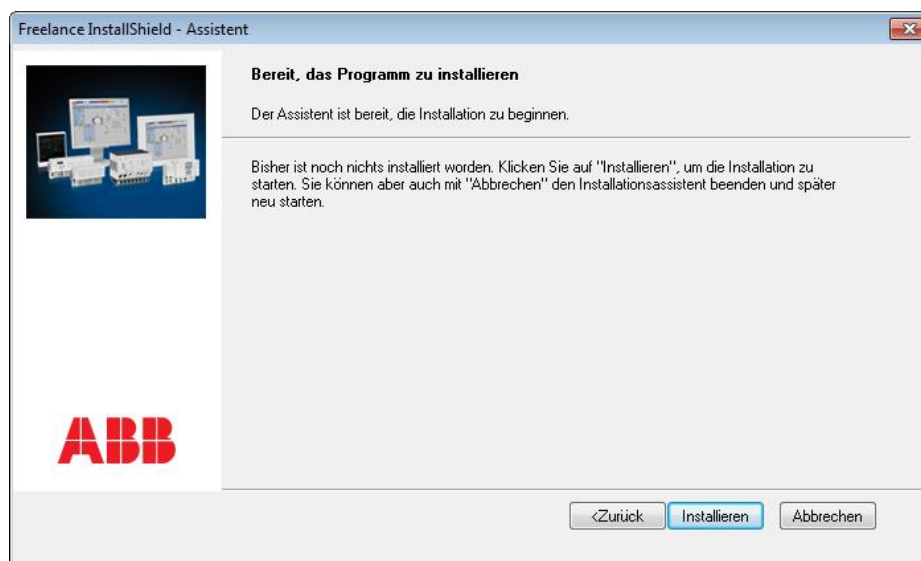 Freelance InstallShield - Assistent
Bereit, das Programm zu installieren
Der Assistent ist bereit, die Installation zu beginnen.
Bisher ist noch nichts installiert worden. Klicken Sie auf "Installieren", um die Installation zu
starten. Sie können aber auch mit "Abbrechen" den Installationsassistent beenden und später
neu starten.
ABB
<Zurück
Installieren
Abbrechen